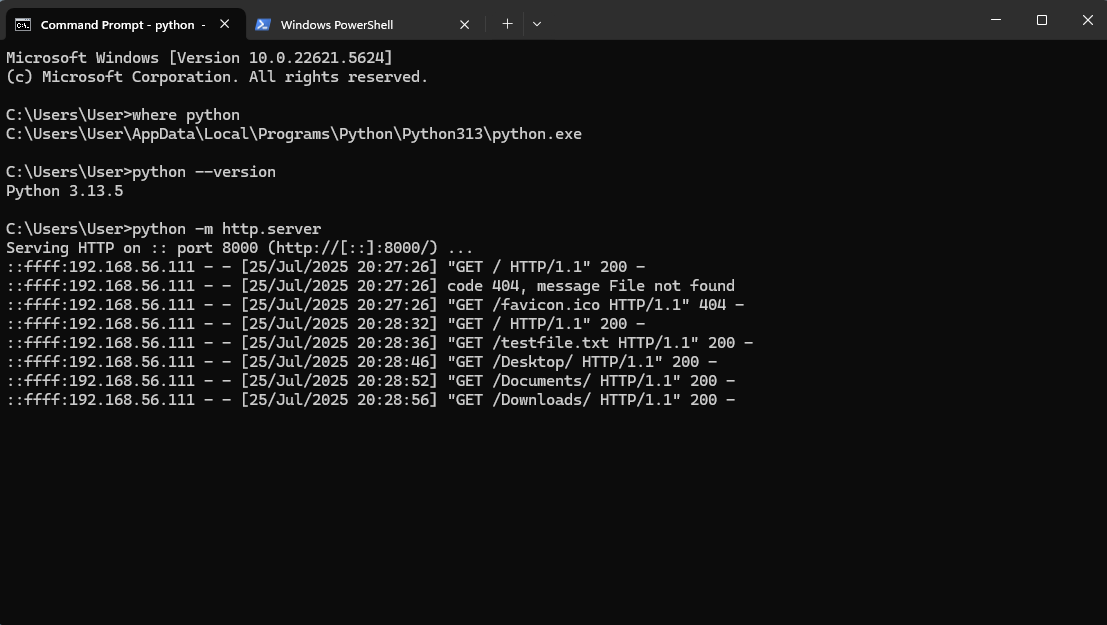 Command Prompt - python -
Windows PowerShell
Microsoft Windows [Version 10.0.22621.5624]
(c) Microsoft Corporation. All rights reserved.
C:\Users\User>where python
C:\Users\User\AppData\Local\Programs\Python\Python313\python.exe
C:\Users\User>python --version
Python 3.13.5
C:\Users\User>python -m http.server
Serving HTTP on :: port 8000 (http://[::]:8000/) ...
::ffff:192.168.56.111 - - [25/Jul/2025 20:27:26] "GET / HTTP/1.1" 200 -
::ffff:192.168.56.111 - - [25/Jul/2025 20:27:26] code 404, message File not found
::ffff:192.168.56.111 - - [25/Jul/2025 20:27:26] "GET /favicon.ico HTTP/1.1" 404 -
::ffff:192.168.56.111 - - [25/Jul/2025 20:28:32] "GET / HTTP/1.1" 200 -
::ffff:192.168.56.111 - - [25/Jul/2025 20:28:36] "GET /testfile.txt HTTP/1.1" 200 -
::ffff:192.168.56.111 - - [25/Jul/2025 20:28:46] "GET /Desktop/ HTTP/1.1" 200 -
::ffff:192.168.56.111 - - [25/Jul/2025 20:28:52] "GET /Documents/ HTTP/1.1" 200 -
::ffff:192.168.56.111 - - [25/Jul/2025 20:28:56] "GET /Downloads/ HTTP/1.1" 200 -